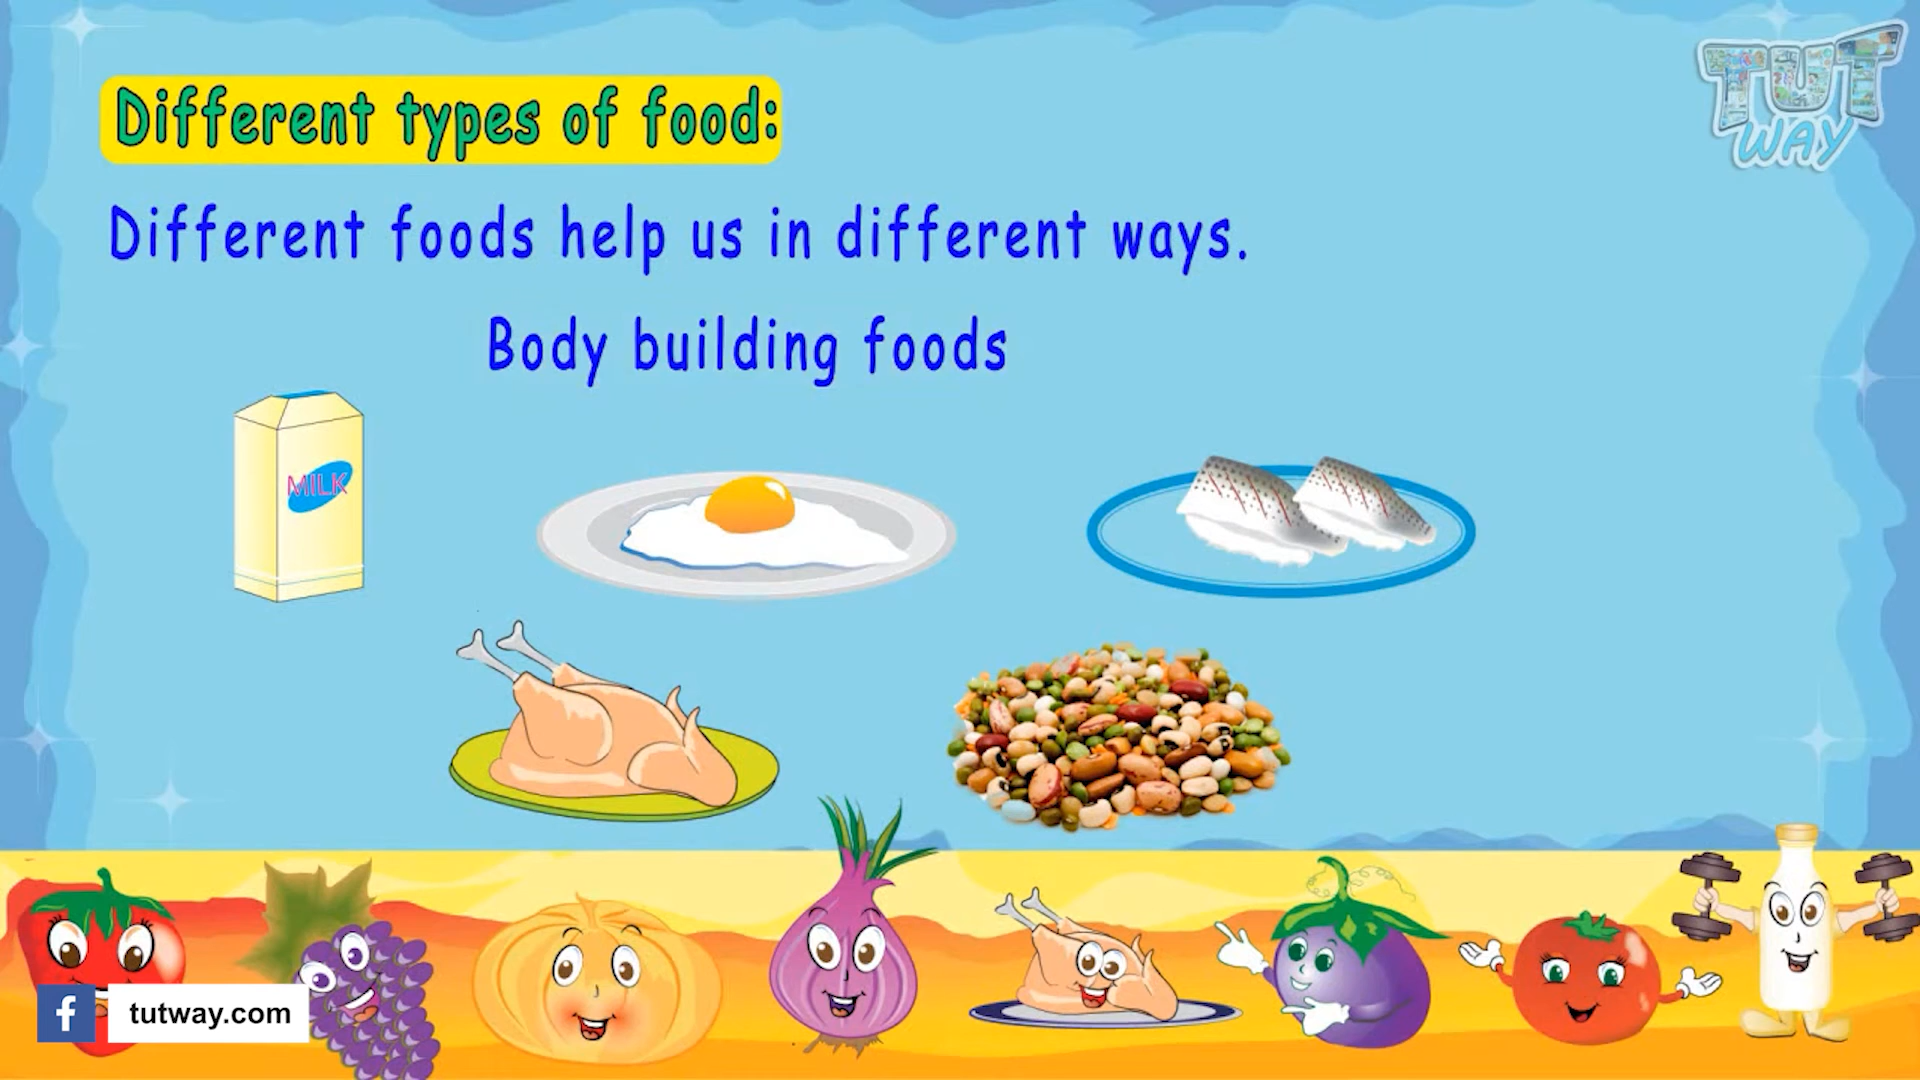 TUT
WAY
Different types of food:
Different foods help us in different ways.
Body building foods
MILK
f tutway.com